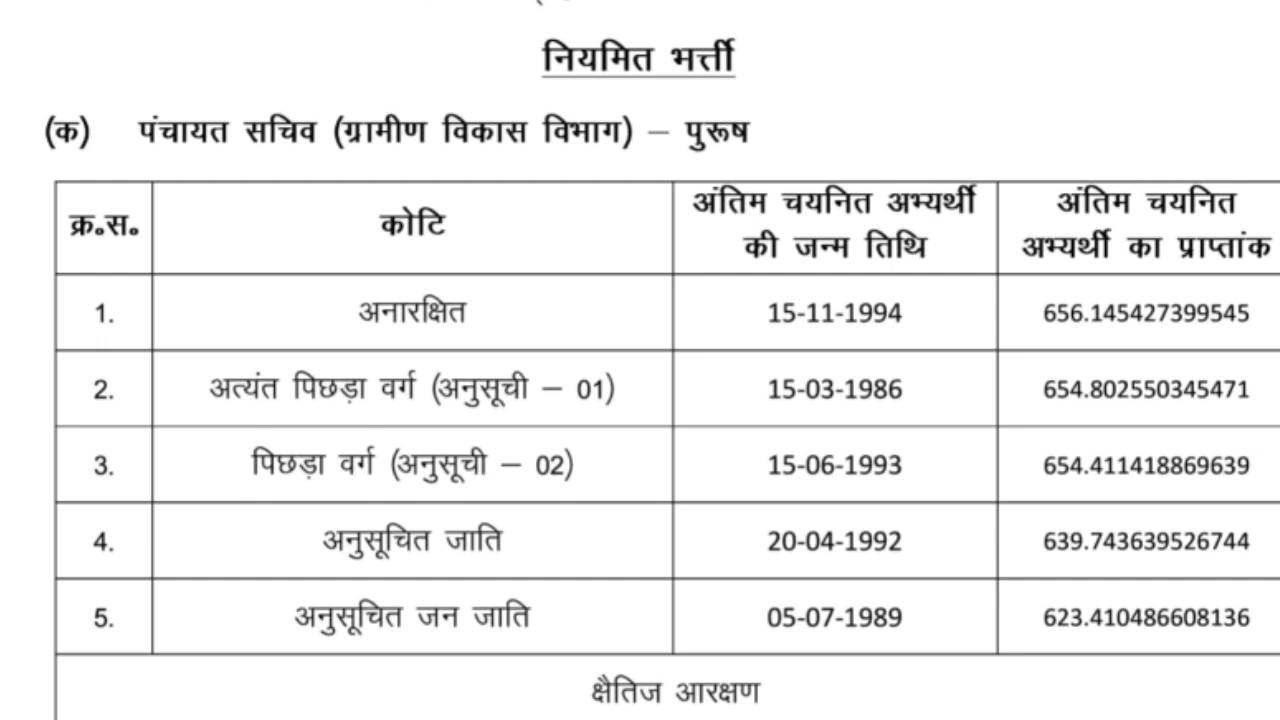 नियमित भर्त्ती
(क) पंचायत सचिव (ग्रामीण विकास विभाग) – पुरूष
क्र.स. कोटि अंतिम चयनित अभ्यर्थी की जन्म तिथि अंतिम चयनित अभ्यर्थी का प्राप्तांक
1. अनारक्षित 15-11-1994 656.145427399545
2. अत्यंत पिछड़ा वर्ग (अनुसूची – 01) 15-03-1986 654.802550345471
3. पिछड़ा वर्ग (अनुसूची – 02) 15-06-1993 654.411418869639
4. अनुसूचित जाति 20-04-1992 639.743639526744
5. अनुसूचित जन जाति 05-07-1989 623.410486608136
क्षैतिज आरक्षण